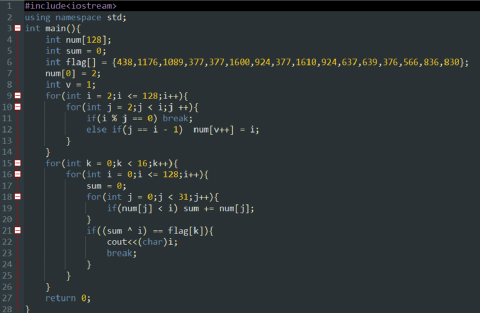 1 #include<iostream>
2 using namespace std;
3 int main(){
4 int num[128];
5 int sum = 0;
6 int flag[] = {438,1176,1089,377,377,1600,924,377,1610,924,637,639,376,566,836,830};
7 num[0] = 2;
8 int v = 1;
9 for(int i = 2;i <= 128;i++){
10 for(int j = 2;j < i;j ++){
11 if(i % j == 0) break;
12 else if(j == i - 1) num[v++] = i;
13 }
14 }
15 for(int k = 0;k < 16;k++){
16 for(int i = 0;i <= 128;i++){
17 sum = 0;
18 for(int j = 0;j < 31;j++){
19 if(num[j] < i) sum += num[j];
20 }
21 if((sum ^ i) == flag[k]){
22 cout<<(char)i;
23 break;
24 }
25 }
26 }
27 return 0;
28 }